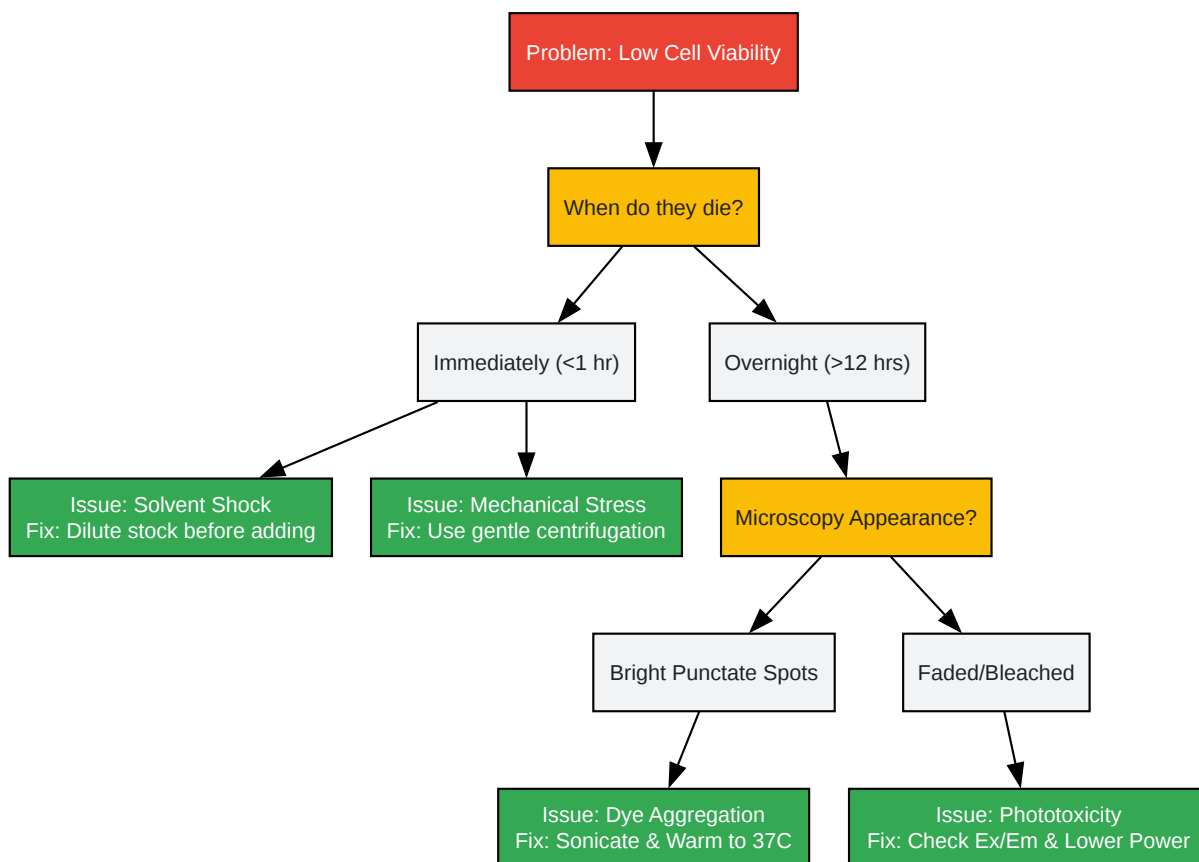 Problem: Low Cell Viability
When do they die?
Immediately (<1 hr)
Overnight (>12 hrs)
Issue: Solvent Shock
Fix: Dilute stock before adding
Issue: Mechanical Stress
Fix: Use gentle centrifugation
Microscopy Appearance?
Bright Punctate Spots
Faded/Bleached
Issue: Dye Aggregation
Fix: Sonicate & Warm to 37C
Issue: Phototoxicity
Fix: Check Ex/Em & Lower Power